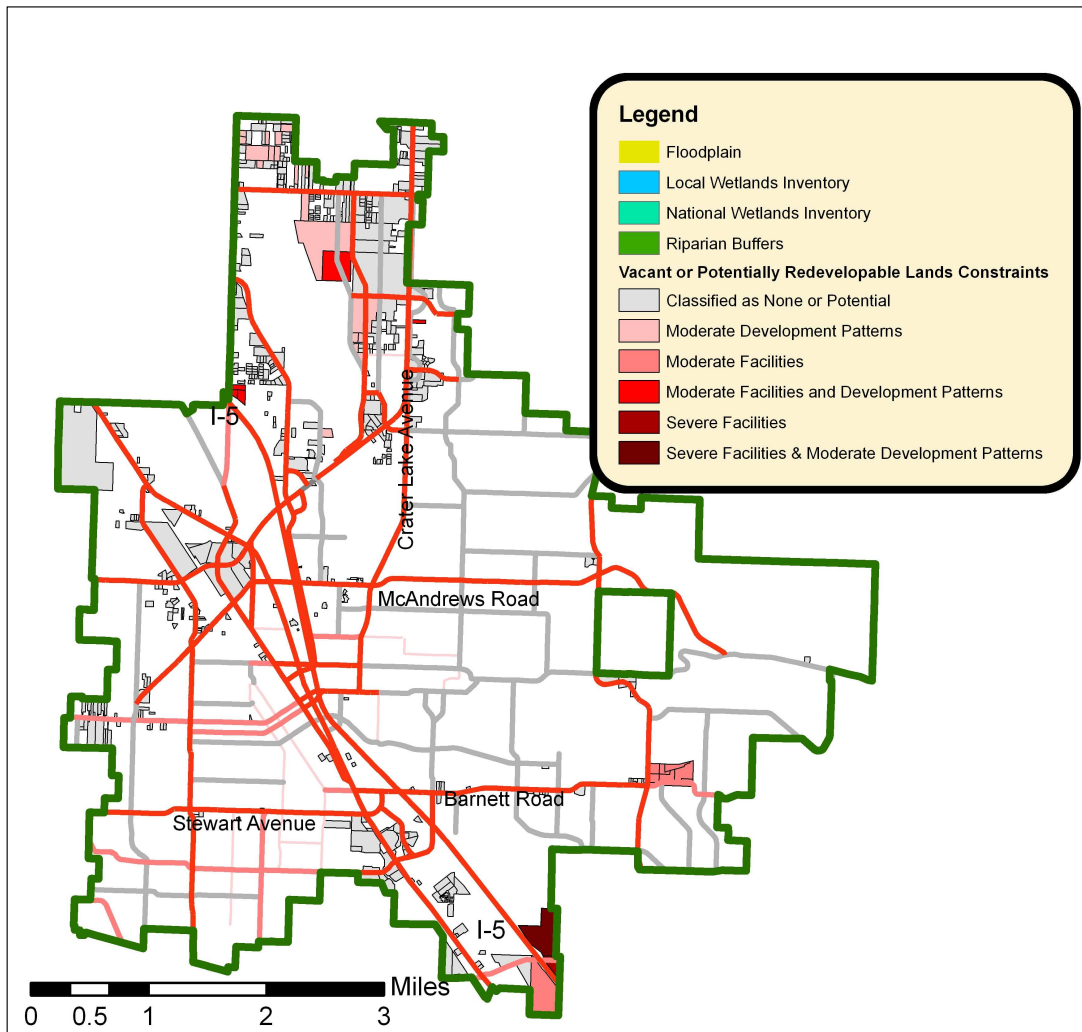 Legend
Floodplain
Local Wetlands Inventory
National Wetlands Inventory
Riparian Buffers
Vacant or Potentially Redevelopable Lands Constraints
Classified as None or Potential
Moderate Development Patterns
Moderate Facilities
Moderate Facilities and Development Patterns
Severe Facilities
Severe Facilities & Moderate Development Patterns
I-5
Crater Lake Avenue
McAndrews Road
Barnett Road
Stewart Avenue
I-5
Miles
0 0.5 1 2 3